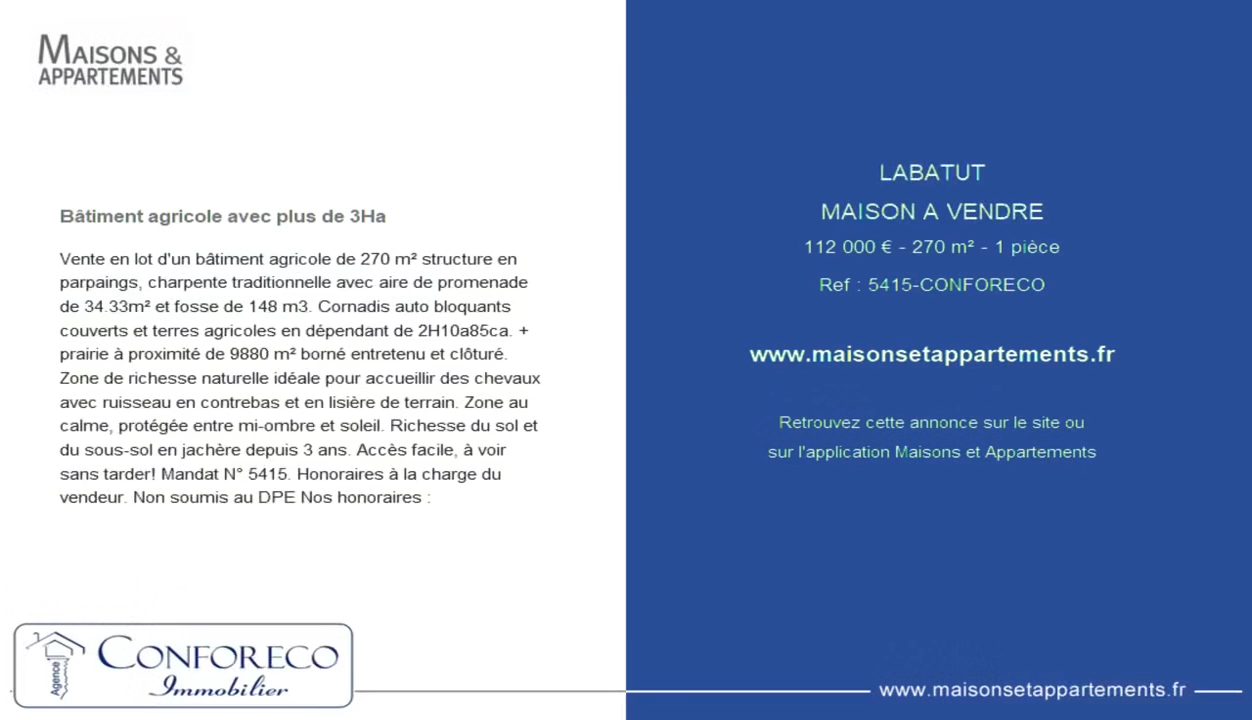 MAISONS &
APPARTEMENTS
Bâtiment agricole avec plus de 3Ha
Vente en lot d'un bâtiment agricole de 270 m² structure en
parpaings, charpente traditionnelle avec aire de promenade
de 34.33m² et fosse de 148 m3. Cornadis auto bloquants
couverts et terres agricoles en dépendant de 2H10a85ca. +
prairie à proximité de 9880 m² borné entretenu et clôturé.
Zone de richesse naturelle idéale pour accueillir des chevaux
avec ruisseau en contrebas et en lisière de terrain. Zone au
calme, protégée entre mi-ombre et soleil. Richesse du sol et
du sous-sol en jachère depuis 3 ans. Accès facile, à voir
sans tarder! Mandat N° 5415. Honoraires à la charge du
vendeur. Non soumis au DPE Nos honoraires :
Agence
CONFORECO
Immobilier
LABATUT
MAISON A VENDRE
112 000 € - 270 m² - 1 pièce
Ref : 5415-CONFORECO
www.maisonsetappartements.fr
Retrouvez cette annonce sur le site ou
sur l'application Maisons et Appartements
www.maisonsetappartements.fr